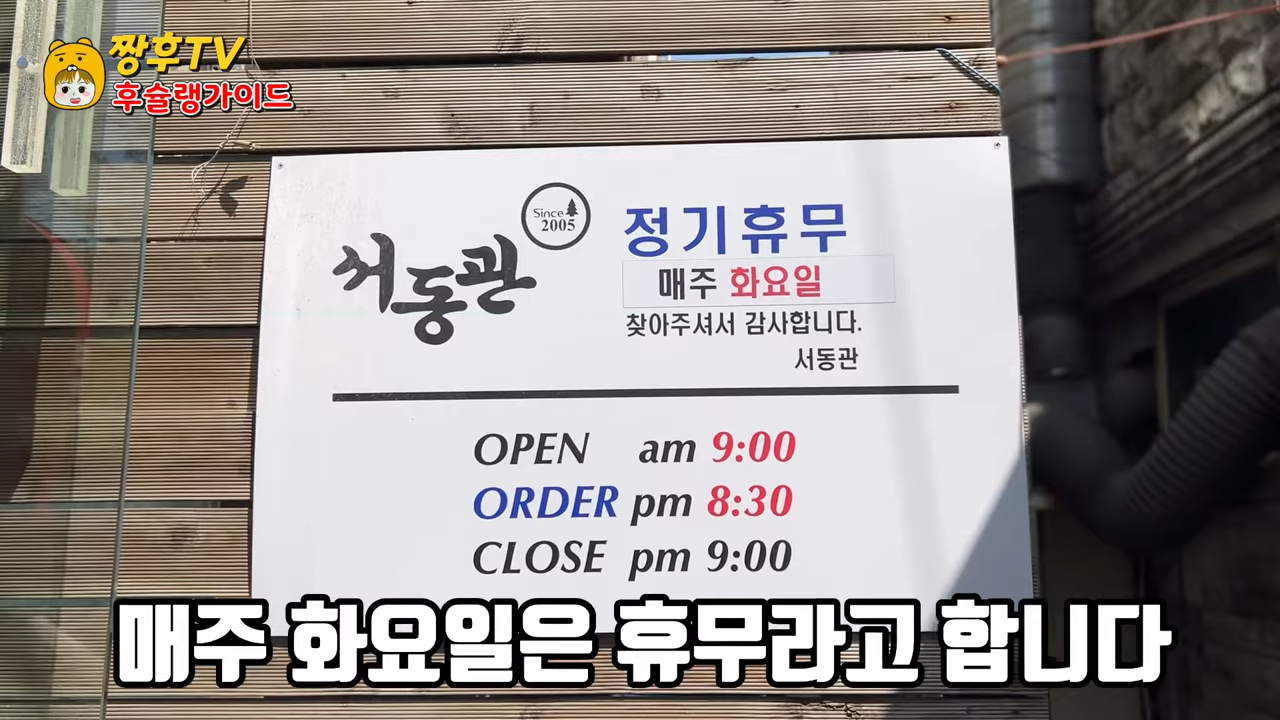 짱후TV
후슐랭가이드
Since
2005
서동관
정기휴무
매주 화요일
찾아주셔서 감사합니다.
서동관
OPEN am 9:00
ORDER pm 8:30
CLOSE pm 9:00
매주 화요일은 휴무라고 합니다